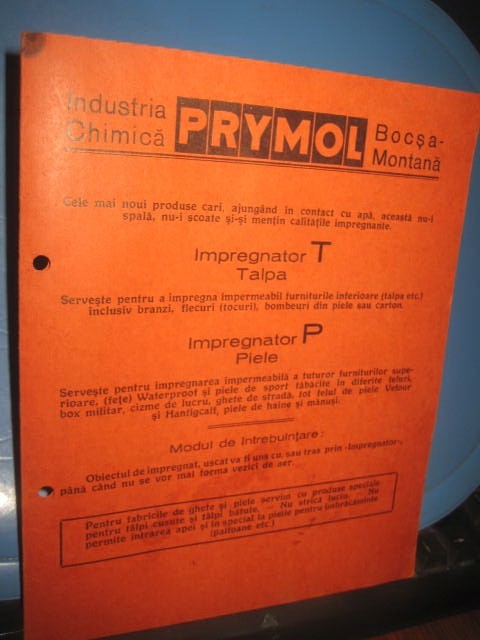 Industria
Chimică
PRYMOL
Bocșa-
Montană
Cele mai noui produse cari, ajungând in contact cu apă, această nu-i
spală, nu-i scoate și-și mențin calitățile impregnante.
Impregnator T
Talpa
Servește pentru a impregna impermeabil furniturile inferioare (talpa etc.)
inclusiv branzi, flecuri (tocuri), bombeuri din piele sau carton.
Impregnator P
Piele
Servește pentru impregnarea impermeabilă a tuturor furniturilor supe-
rioare, (fețe) Waterproof și piele de sport tăbăcite in diferite feluri,
box militar, cizme de lucru, ghete de stradă, tot felul de piele Velour
și Hanfigcalf, piele de haine și mănuși.
Modul de întrebuințare:
Obiectul de impregnat, uscat va fi uns cu, sau tras prin «Impregnator»,
până când nu se vor mai forma vezici de aer.
Pentru fabricile de ghete și piele servim cu produse speciale
pentru tălpi cusute și tălpi bătute. — Nu strică luciu. — Nu
permite intrarea apei și in special la pieile pentru îmbrăcăminte
(paltoane etc.)